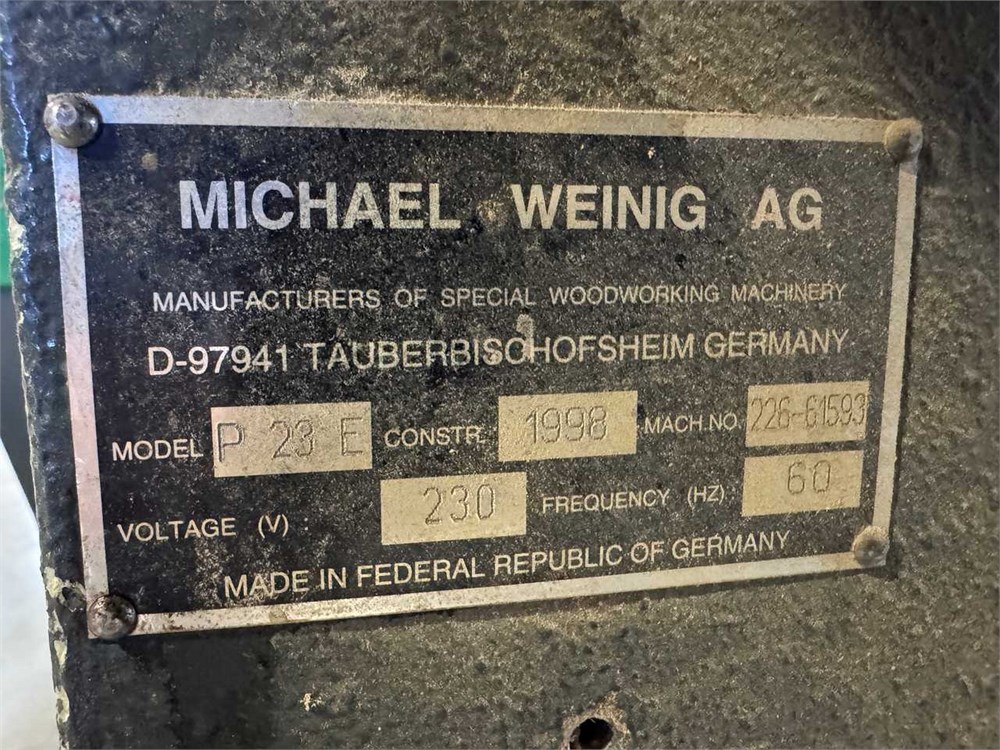 MICHAEL WEINIG AG
MANUFACTURERS OF SPECIAL WOODWORKING MACHINERY
D-97941 TAUBERBISCHOFSHEIM GERMANY
MODEL P 23 E CONSTR. 1998 MACH.NO. 226-61593
VOLTAGE (V) : 230 FREQUENCY (HZ) 60
MADE IN FEDERAL REPUBLIC OF GERMANY